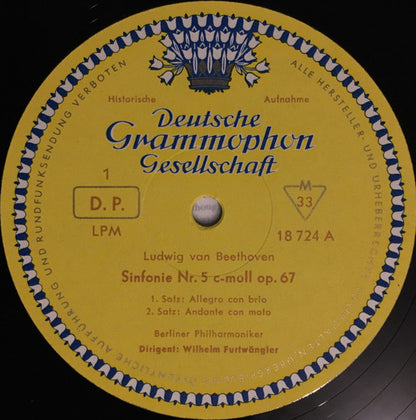 Historische Aufnahme
Deutsche
Grammophon
Gesellschaft
1
D. P.
LPM
M
33
18 724 A
Ludwig van Beethoven
Sinfonie Nr. 5 c-moll op. 67
1. Satz: Allegro con brio
2. Satz: Andante con moto
Berliner Philharmoniker
Dirigent: Wilhelm Furtwängler
ALLE HERSTELLER- UND URHEBERRECHTE
ÖFFENTLICHE AUFFÜHRUNG UND RUNDFUNKSENDUNG VERBOTEN